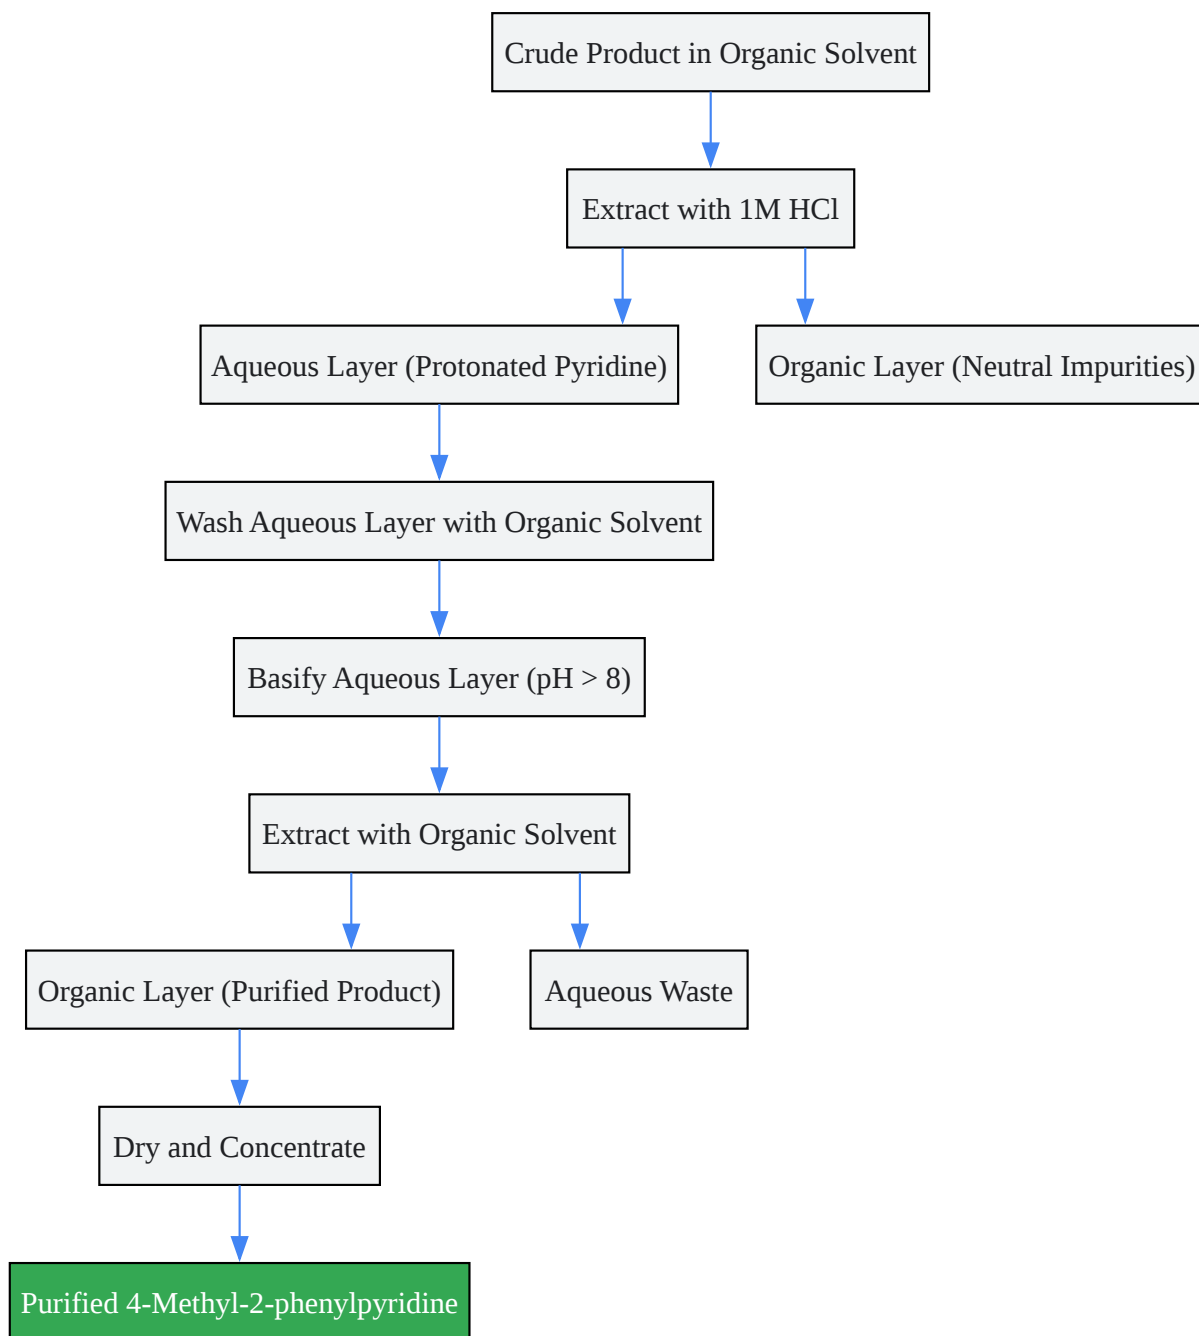 Crude Product in Organic Solvent
Extract with 1M HCl
Aqueous Layer (Protonated Pyridine)
Organic Layer (Neutral Impurities)
Wash Aqueous Layer with Organic Solvent
Basify Aqueous Layer (pH > 8)
Extract with Organic Solvent
Organic Layer (Purified Product)
Aqueous Waste
Dry and Concentrate
Purified 4-Methyl-2-phenylpyridine